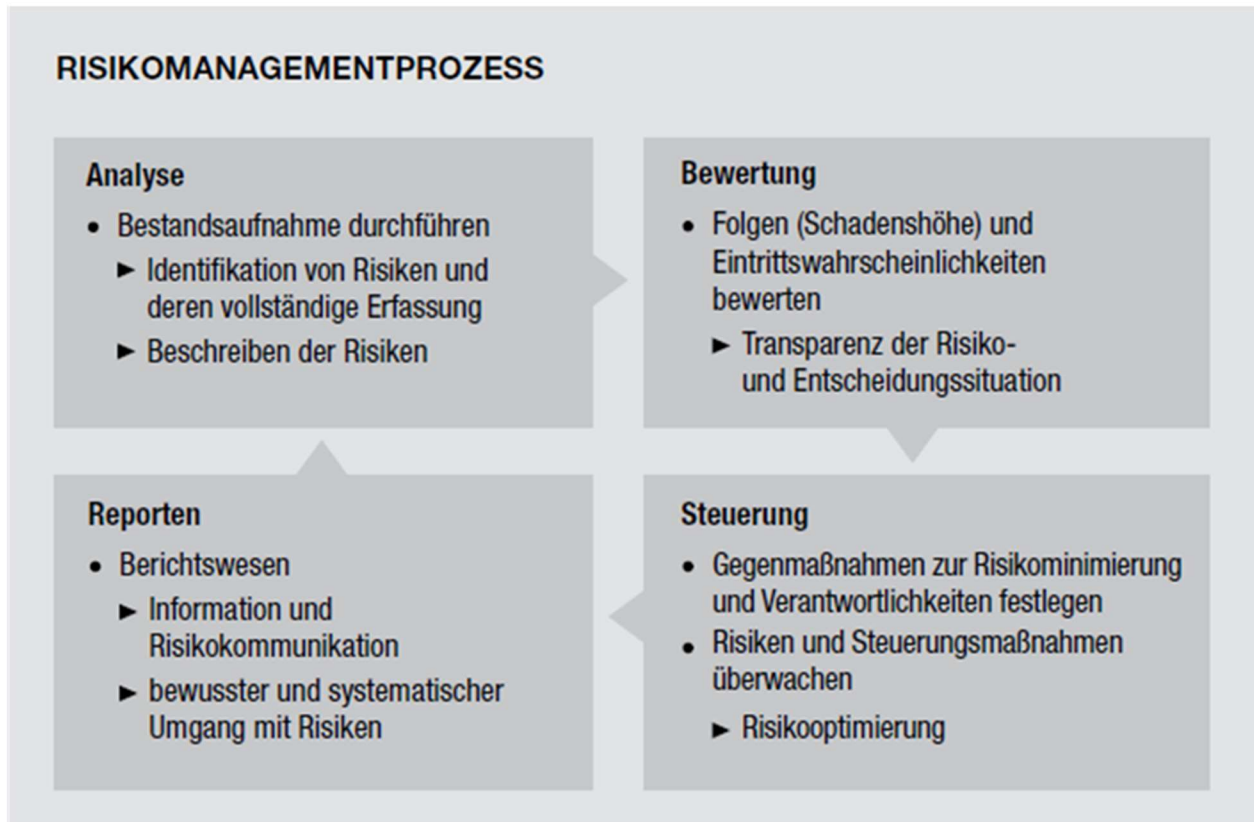 RISIKOMANAGEMENTPROZESS
Analyse
• Bestandsaufnahme durchführen
► Identifikation von Risiken und
deren vollständige Erfassung
► Beschreiben der Risiken
Bewertung
• Folgen (Schadenshöhe) und
Eintrittswahrscheinlichkeiten
bewerten
► Transparenz der Risiko-
und Entscheidungssituation
Reporten
• Berichtswesen
► Information und
Risikokommunikation
► bewusster und systematischer
Umgang mit Risiken
Steuerung
• Gegenmaßnahmen zur Risikominimierung
und Verantwortlichkeiten festlegen
• Risiken und Steuerungsmaßnahmen
überwachen
► Risikooptimierung